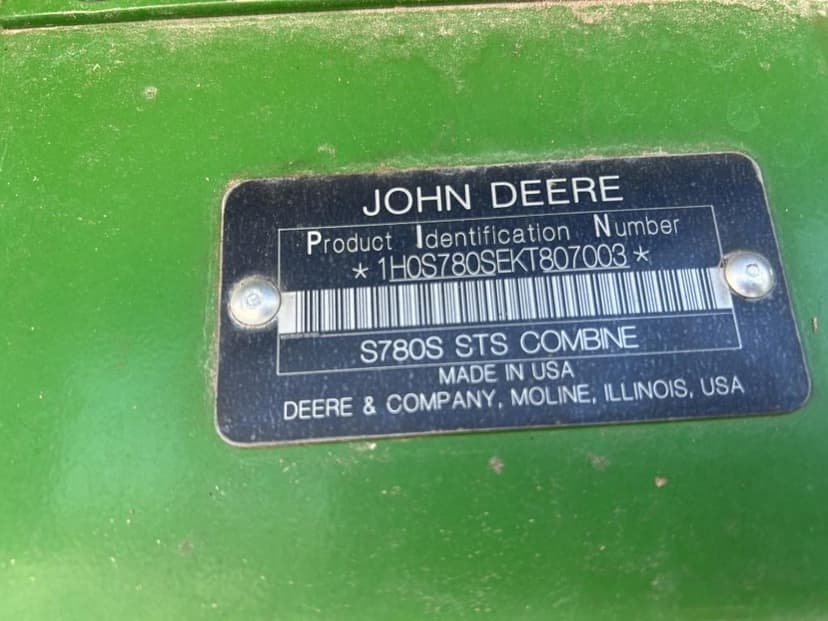 JOHN DEERE
Product Identification Number
*1H0S780SEKT807003*
S780S STS COMBINE
MADE IN USA
DEERE & COMPANY, MOLINE, ILLINOIS, USA